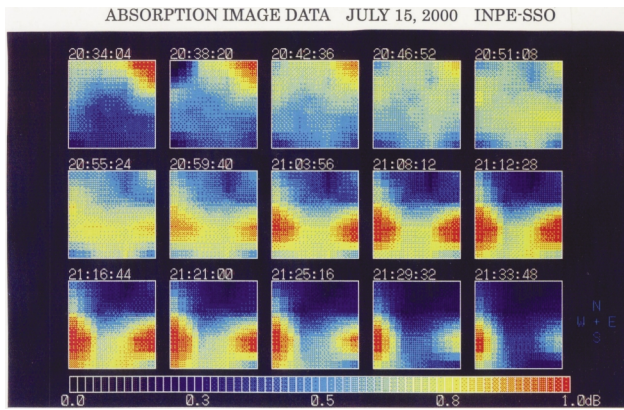 ABSORPTION IMAGE DATA JULY 15, 2000 INPE-SSO
20:34:04 20:38:20 20:42:36 20:46:52 20:51:08
20:55:24 20:59:40 21:03:56 21:08:12 21:12:28
21:16:44 21:21:00 21:25:16 21:29:32 21:33:48
N
W + E
S
0.0 0.3 0.5 0.8 1.0dB